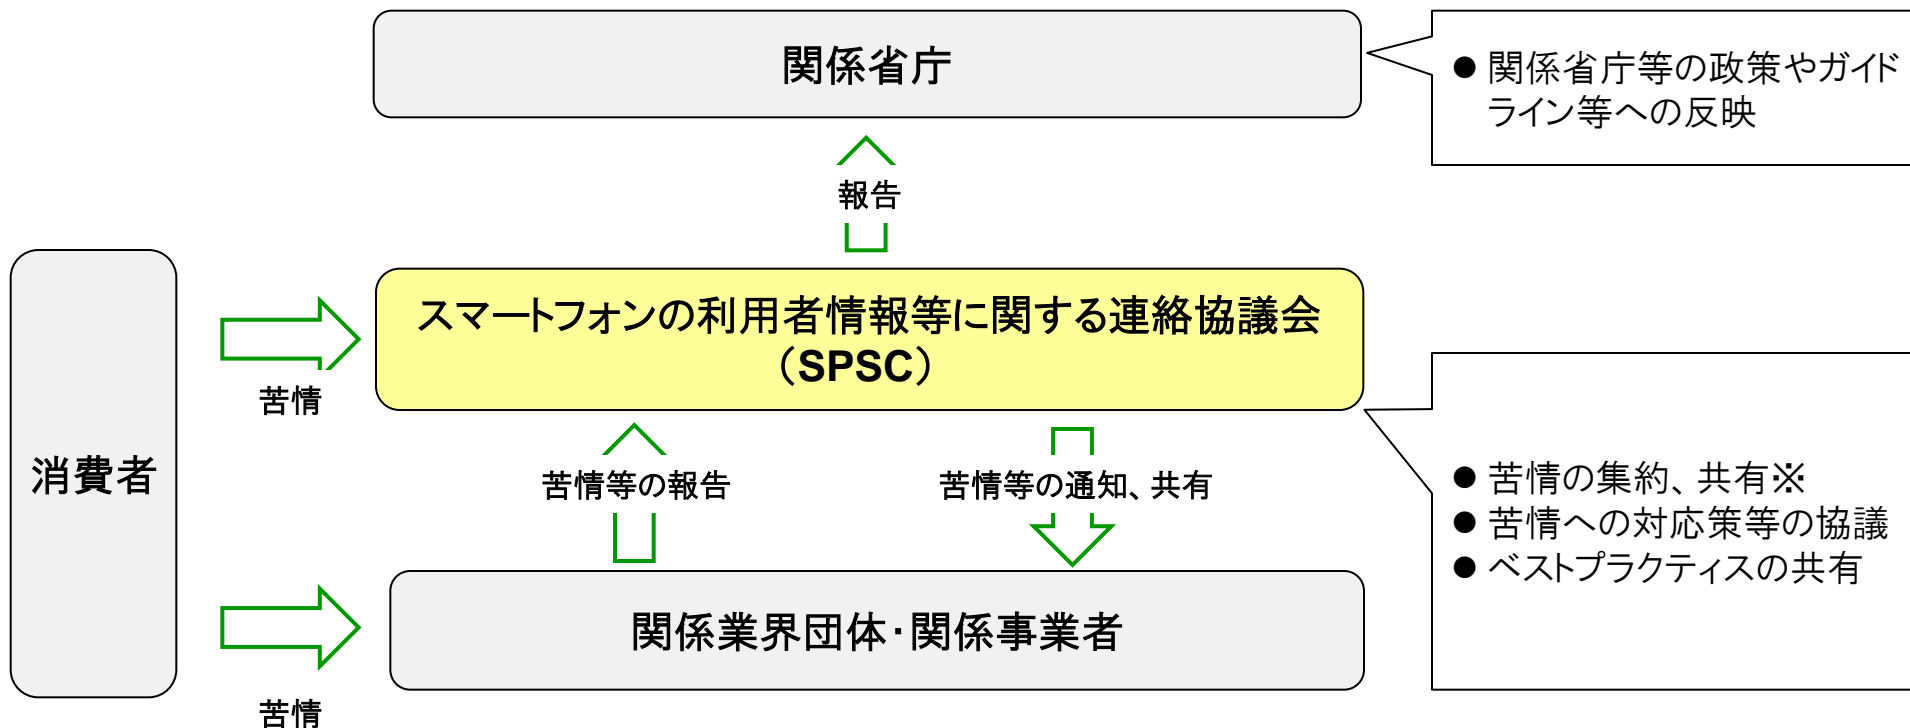 関係省庁
● 関係省庁等の政策やガイド
ライン等への反映
報告
スマートフォンの利用者情報等に関する連絡協議会
（SPSC）
苦情
消費者
苦情等の報告
苦情等の通知、共有
● 苦情の集約、共有※
● 苦情への対応策等の協議
● ベストプラクティスの共有
関係業界団体・関係事業者
苦情